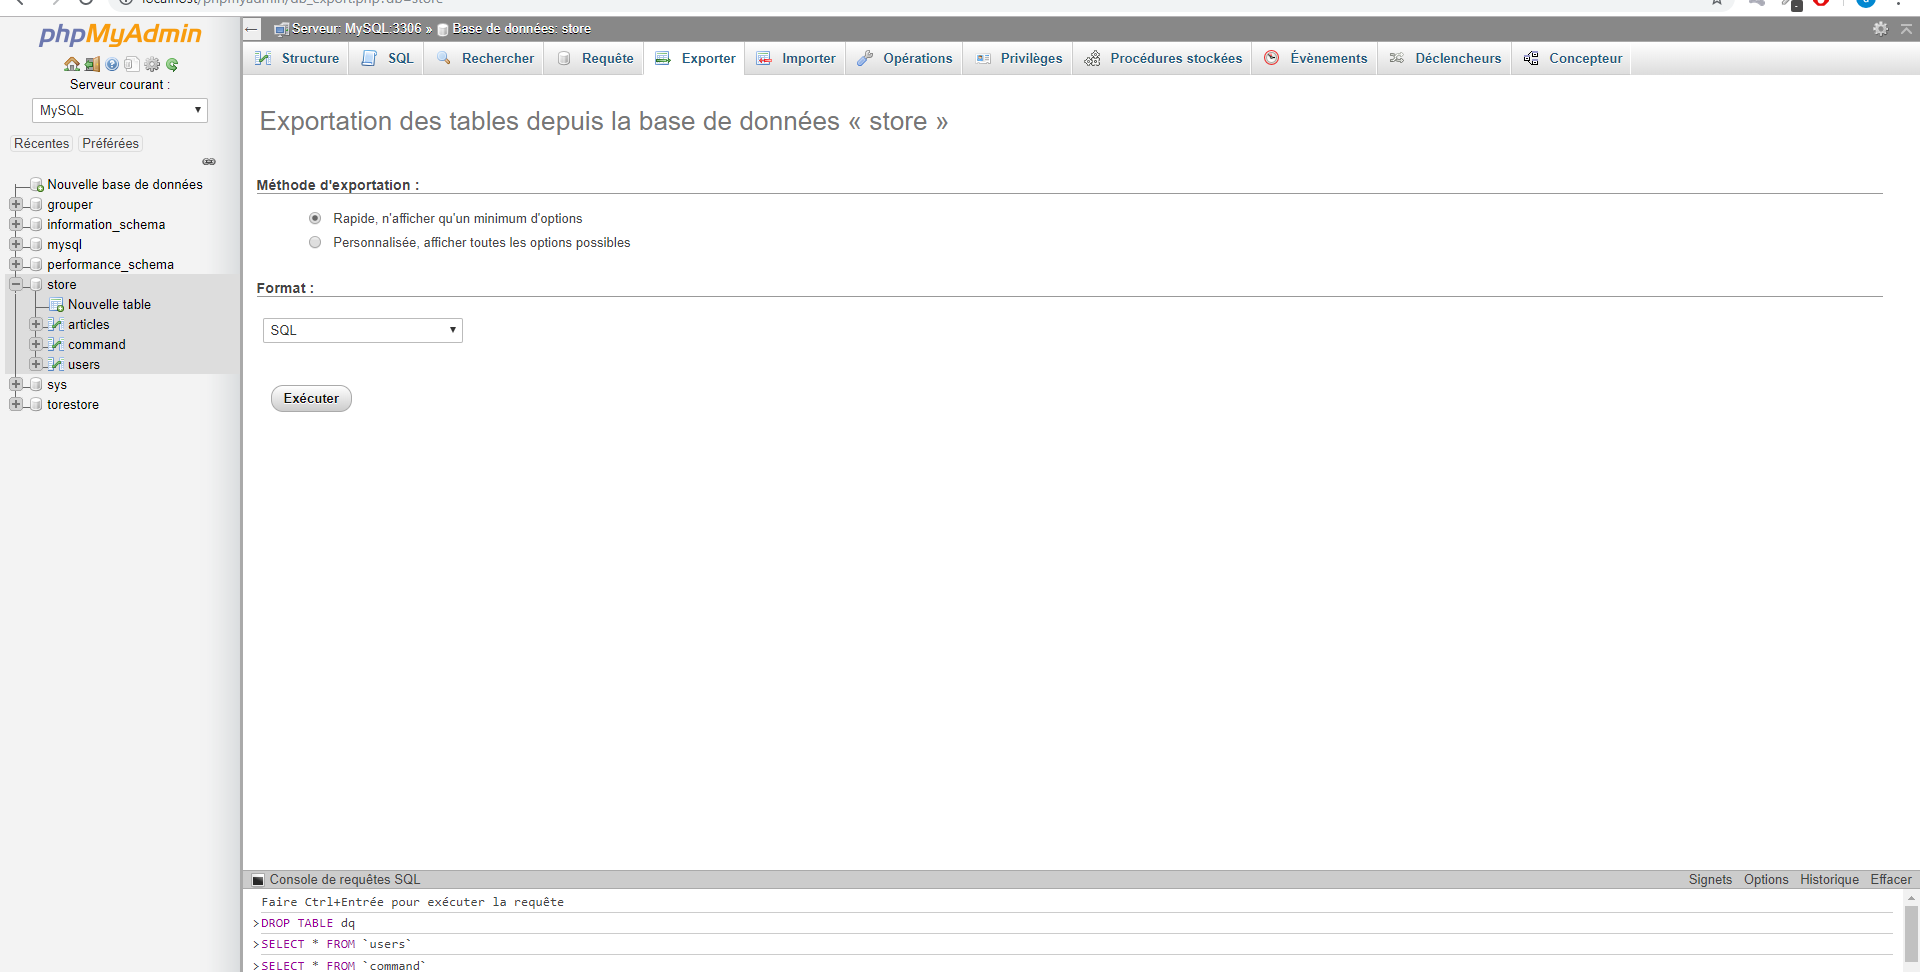 localhost/phpmyadmin/db_export.php?db=store
phpMyAdmin
Serveur courant :
MySQL
Récentes Préférées
Nouvelle base de données
grouper
information_schema
mysql
performance_schema
store
Nouvelle table
articles
command
users
sys
torestore
Serveur: MySQL:3306 » Base de données: store
Structure SQL Rechercher Requête Exporter Importer Opérations Privilèges Procédures stockées Évènements Déclencheurs Concepteur
Exportation des tables depuis la base de données « store »
Méthode d'exportation :
Rapide, n'afficher qu'un minimum d'options
Personnalisée, afficher toutes les options possibles
Format :
SQL
Exécuter
Console de requêtes SQL Signets Options Historique Effacer
Faire Ctrl+Entrée pour exécuter la requête
>DROP TABLE dq
>SELECT * FROM `users`
>SELECT * FROM `command`